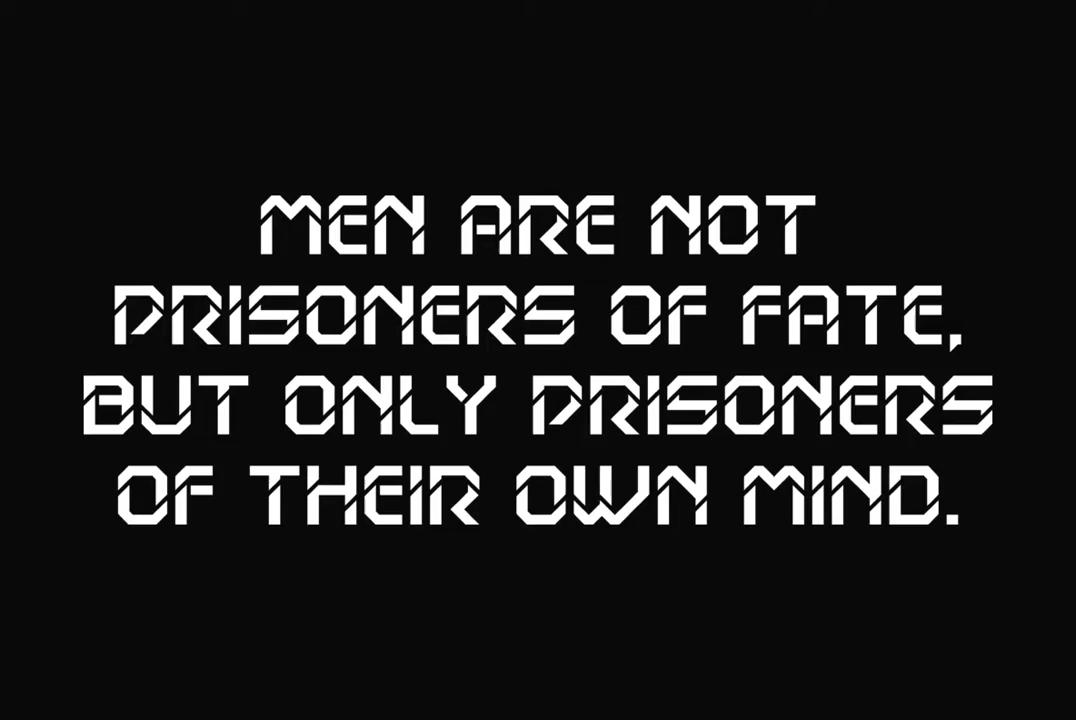 MEN ARE NOT
PRISONERS OF FATE,
BUT ONLY PRISONERS
OF THEIR OWN MIND.